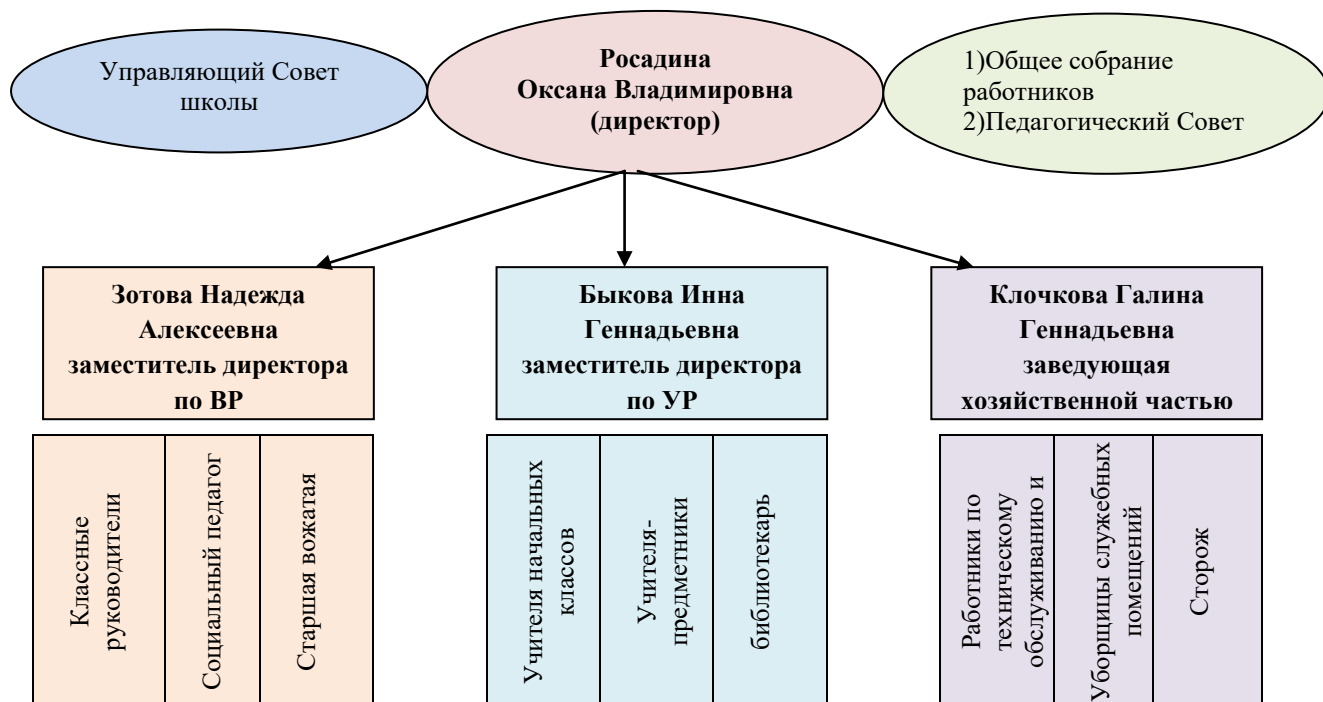 Управляющий Совет
школы
Росадина
Оксана Владимировна
(директор)
1)Общее собрание
работников
2)Педагогический Совет
Зотова Надежда
Алексеевна
заместитель директора
по ВР
Быкова Инна
Геннадьевна
заместитель директора
по УР
Клочкова Галина
Геннадьевна
заведующая
хозяйственной частью
Классные
руководители
Социальный педагог
Старшая вожатая
Учителя начальных
классов
Учителя-
предметники
библиотекарь
Работники по
техническому
обслуживанию и
Уборщицы служебных
помещений
Сторож